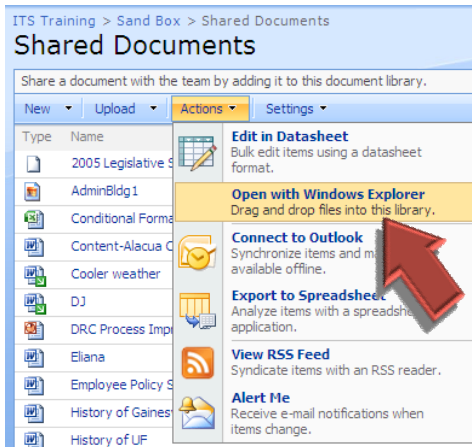 ITS Training > Sand Box > Shared Documents
Shared Documents
Share a document with the team by adding it to this document library.
New Upload Actions Settings
Type Name
2005 Legislative
AdminBldg1
Conditional Forma
Content-Alacua C
Cooler weather
DJ
DRC Process Imp
Eliana
Employee Policy S
History of Gaines
History of UF
Edit in Datasheet
Bulk edit items using a datasheet
format.
Open with Windows Explorer
Drag and drop files into this library.
Connect to Outlook
Synchronize items and
available offline.
Export to Spreadsheet
Analyze items with a spreadshe
application.
View RSS Feed
Syndicate items with an RSS reader.
Alert Me
Receive e-mail notifications when
items change.